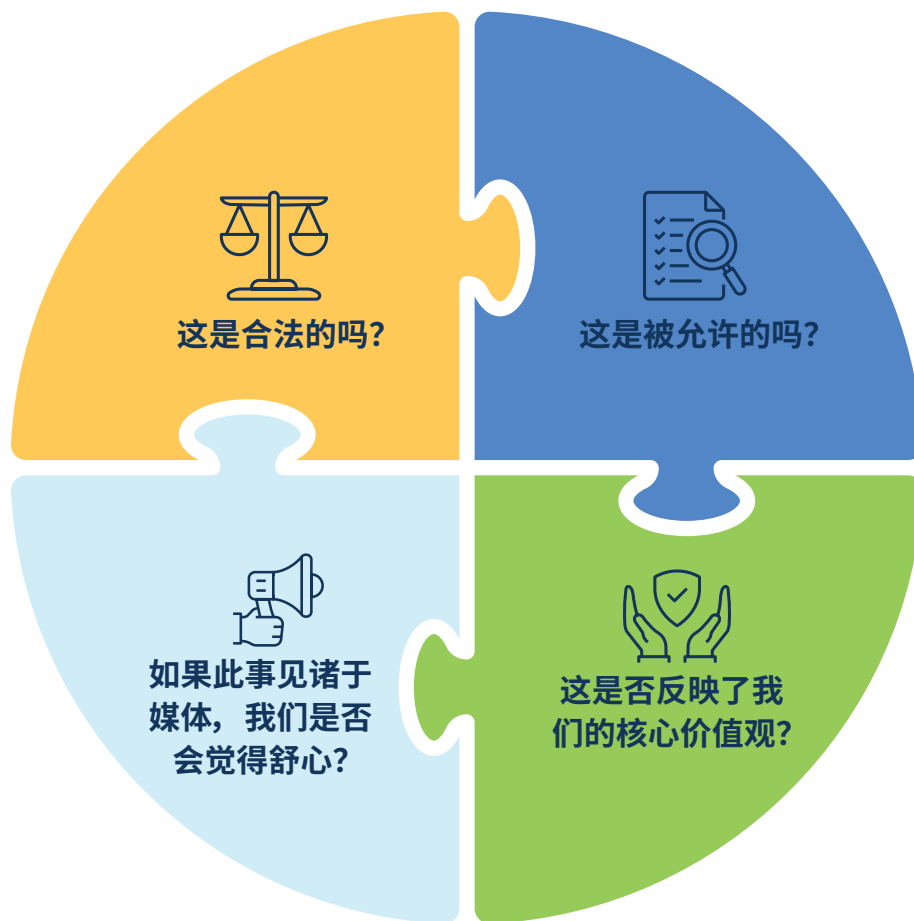 这是合法的吗？
这是被允许的吗？
如果此事见诸于
媒体，我们是否
会觉得舒心？
这是否反映了我
们的核心价值观？